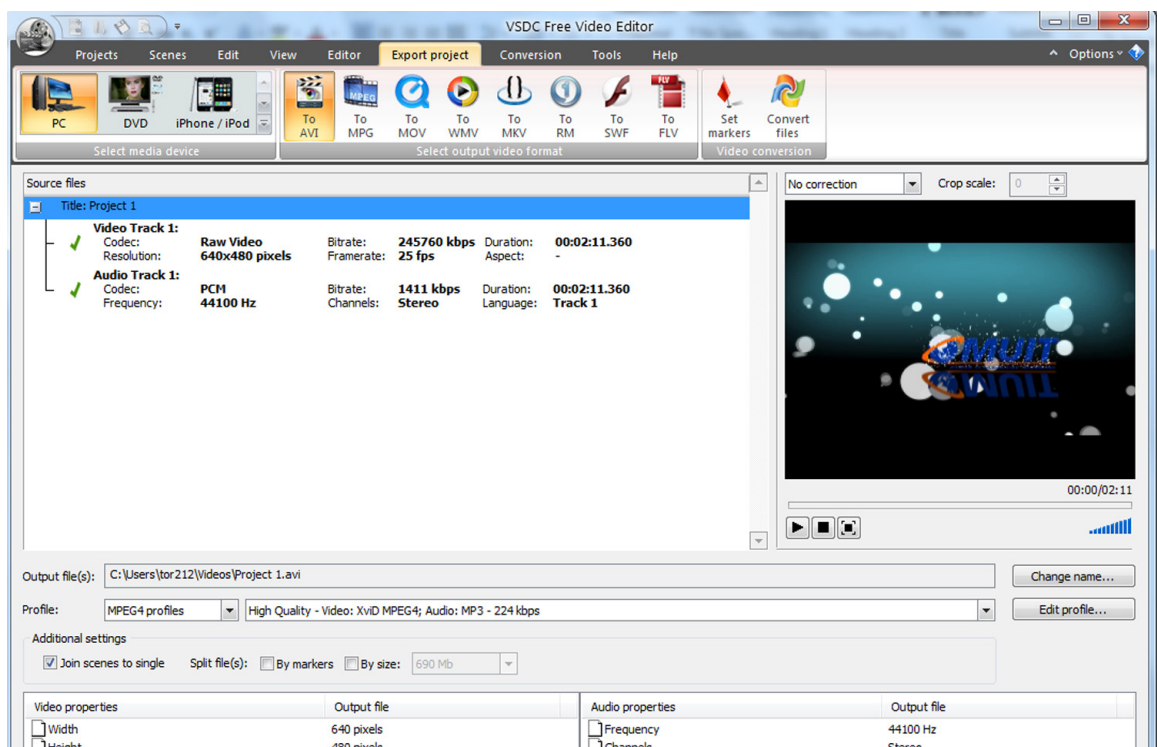 VSDC Free Video Editor
Projects Scenes Edit View Editor Export project Conversion Tools Help Options
PC DVD iPhone / iPod To AVI To MPG To MOV To WMV To MKV To RM To SWF To FLV Set markers Convert files
Select media device Select output video format Video conversion
Source files
Title: Project 1
Video Track 1:
Codec: Raw Video Bitrate: 245760 kbps Duration: 00:02:11.360
Resolution: 640x480 pixels Framerate: 25 fps Aspect: -
Audio Track 1:
Codec: PCM Bitrate: 1411 kbps Duration: 00:02:11.360
Frequency: 44100 Hz Channels: Stereo Language: Track 1
No correction Crop scale: 0
MUIT
00:00/02:11
Output file(s): C:\Users\tor212\Videos\Project 1.avi Change name...
Profile: MPEG4 profiles High Quality - Video: XviD MPEG4; Audio: MP3 - 224 kbps Edit profile...
Additional settings
Join scenes to single Split file(s): By markers By size: 690 Mb
Video properties Output file Audio properties Output file
Width 640 pixels Frequency 44100 Hz
Height 480 pixels Channels Stereo